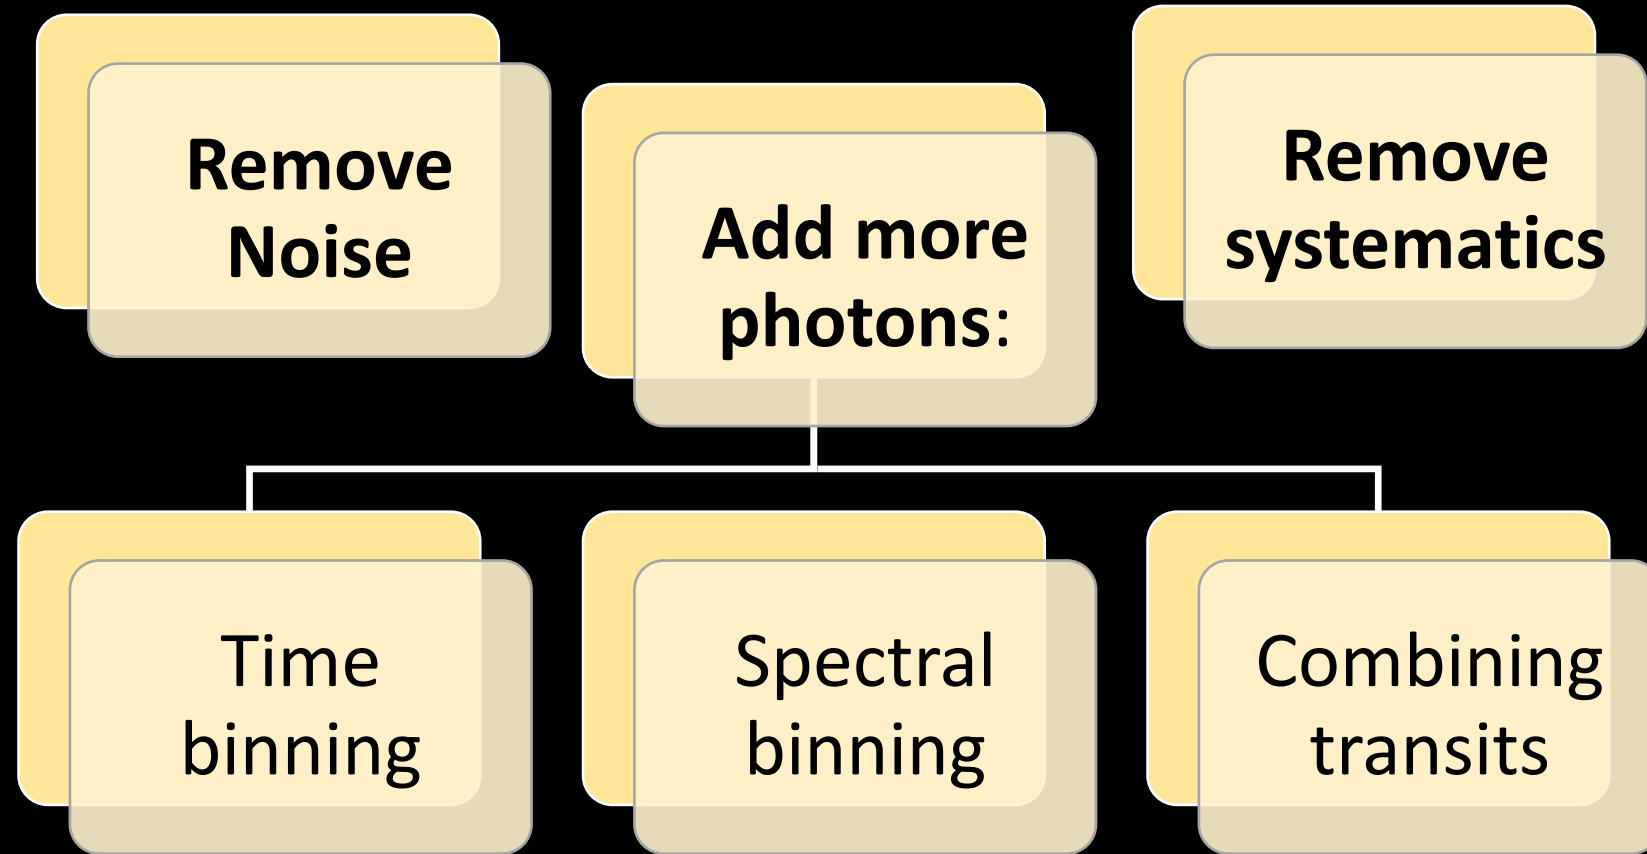 Remove
Noise
Add more
photons:
Remove
systematics
Time
binning
Spectral
binning
Combining
transits